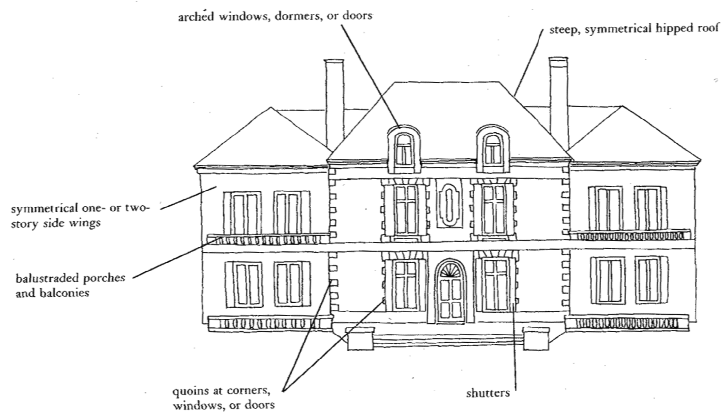 arched windows, dormers, or doors
steep, symmetrical hipped roof
symmetrical one- or two-
story side wings
balustraded porches
and balconies
quoins at corners,
windows, or doors
shutters